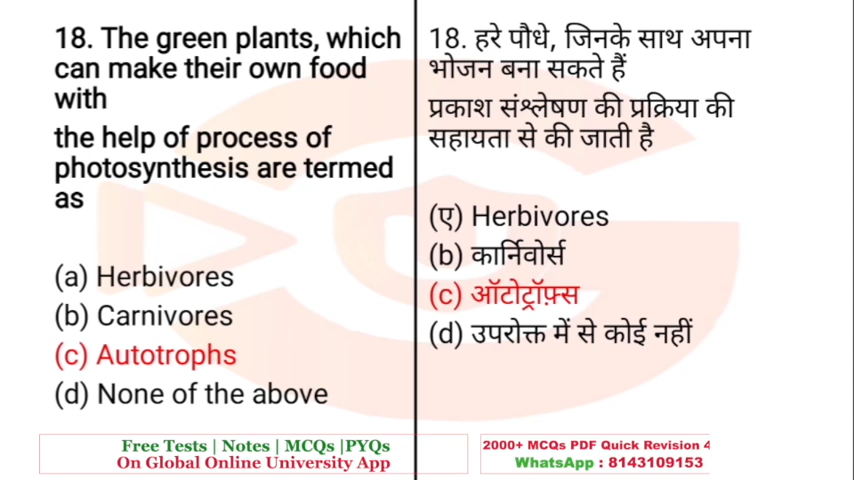 18. The green plants, which
can make their own food
with
the help of process of
photosynthesis are termed
as
(a) Herbivores
(b) Carnivores
(c) Autotrophs
(d) None of the above
18. हरे पौधे, जिनके साथ अपना
भोजन बना सकते हैं
प्रकाश संश्लेषण की प्रक्रिया की
सहायता से की जाती है
(ए) Herbivores
(b) कार्निवोर्स
(c) ऑटोट्रॉफ़्स
(d) उपरोक्त में से कोई नहीं
Free Tests | Notes | MCQs |PYQs
On Global Online University App
2000+ MCQs PDF Quick Revision 4
WhatsApp : 8143109153